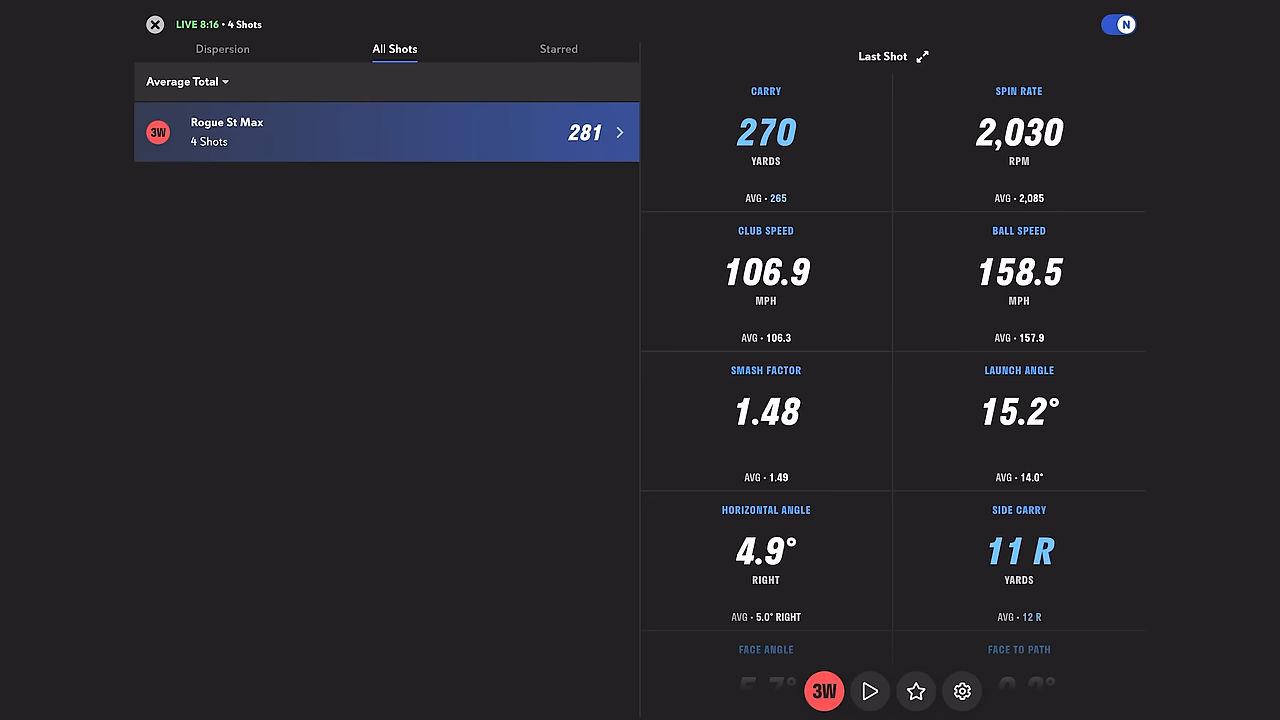 LIVE 8:16 • 4 Shots
N
Dispersion
All Shots
Starred
Average Total
3W
Rogue St Max
4 Shots
281
Last Shot
CARRY
270
YARDS
AVG • 265
SPIN RATE
2,030
RPM
AVG • 2,085
CLUB SPEED
106.9
MPH
AVG • 106.3
BALL SPEED
158.5
MPH
AVG • 157.9
SMASH FACTOR
1.48
AVG • 1.49
LAUNCH ANGLE
15.2°
AVG • 14.0°
HORIZONTAL ANGLE
4.9°
RIGHT
AVG • 5.0° RIGHT
SIDE CARRY
11 R
YARDS
AVG • 12 R
FACE ANGLE
FACE TO PATH
3W